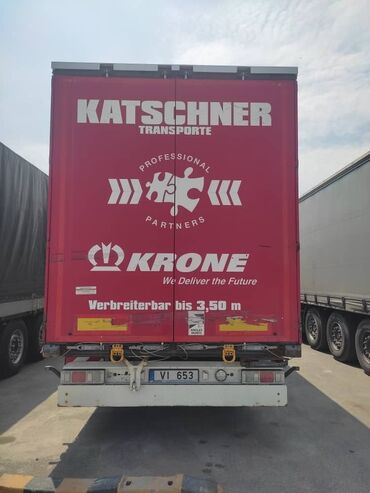 KATSCHNER
TRANSPORTE
PROFESSIONAL
PARTNERS
KRONE
We Deliver the Future
Verbreiterbar bis 3,50 m
VI 653